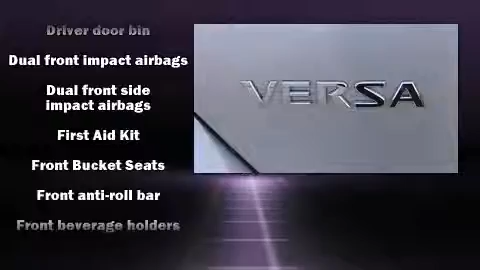 Driver door bin
Dual front impact airbags
Dual front side
impact airbags
First Aid Kit
Front Bucket Seats
Front anti-roll bar
Front beverage holders
VERSA